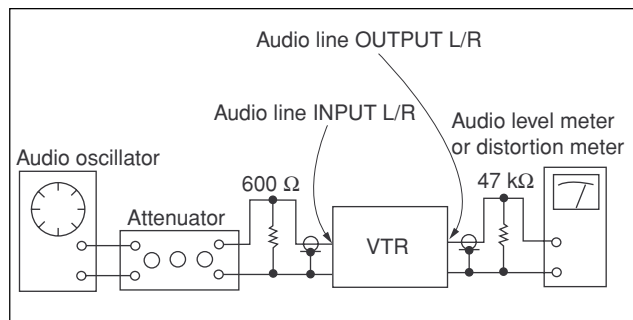 Audio line OUTPUT L/R
Audio line INPUT L/R
Audio level meter
or distortion meter
Audio oscillator
600 Ω
47 kΩ
Attenuator
VTR